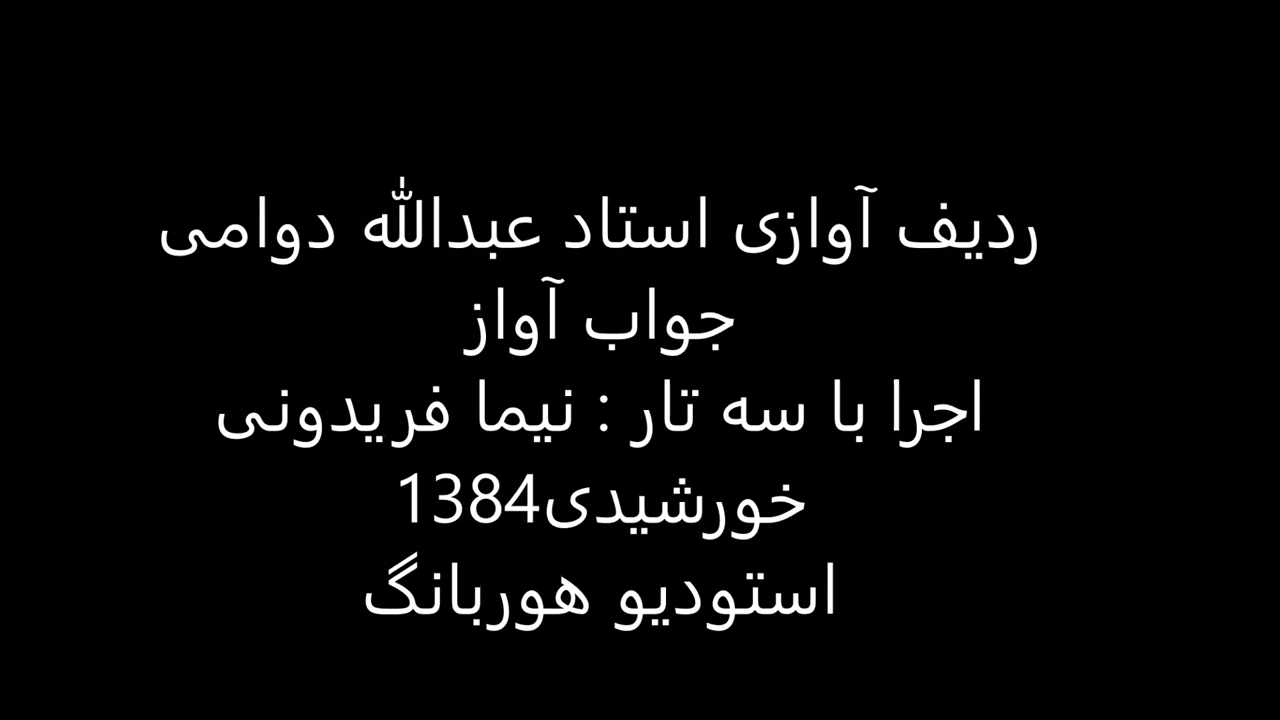 ردیف آوازی استاد عبدالله دوامی
جواب آواز
اجرا با سه تار : نیما فریدونی
خورشیدی1384
استودیو هوربانگ